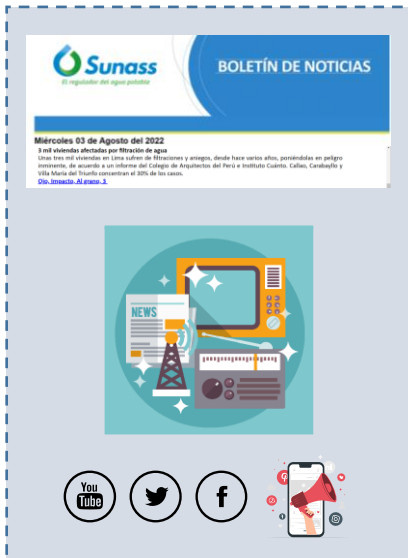 Sunass
El regulador del agua potable
BOLETÍN DE NOTICIAS
Miércoles 03 de Agosto del 2022
3 mil viviendas afectadas por filtración de agua
Unas tres mil viviendas en Lima sufren de filtraciones y aniegos, desde hace varios años, poniéndolas en peligro
inminente, de acuerdo a un informe del Colegio de Arquitectos del Perú e Instituto Cuánto. Callao, Carabayllo y
Villa María del Triunfo concentran el 30% de los casos.
Ojo, Impacto, Al grano, 3
NEWS
You
Tube